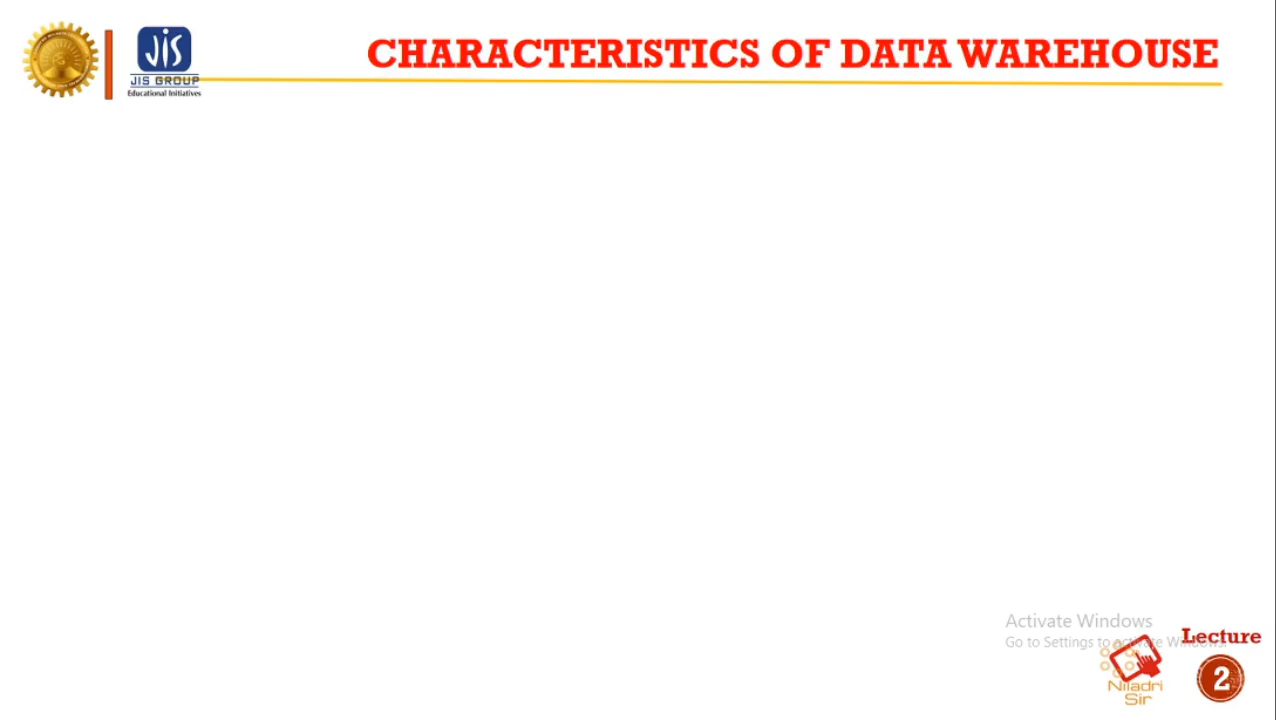 JIS
JIS GROUP
Educational Initiatives
CHARACTERISTICS OF DATA WAREHOUSE
Activate Windows
Go to Settings to activate Windows.
Lecture
2
Niladri
Sir